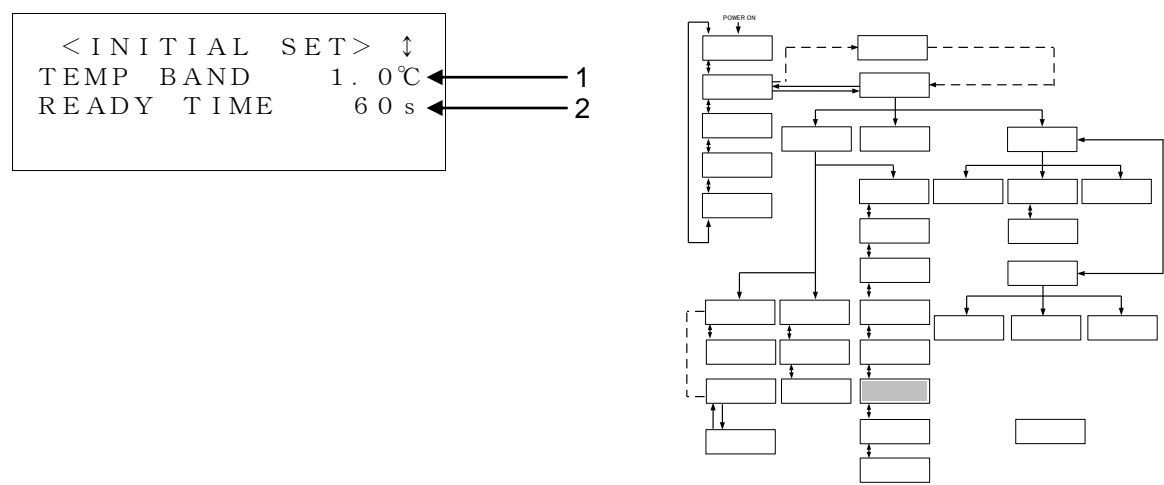 <INITIAL SET> ↕
TEMP BAND 1.0℃
READY TIME 60s
1
2
POWER ON